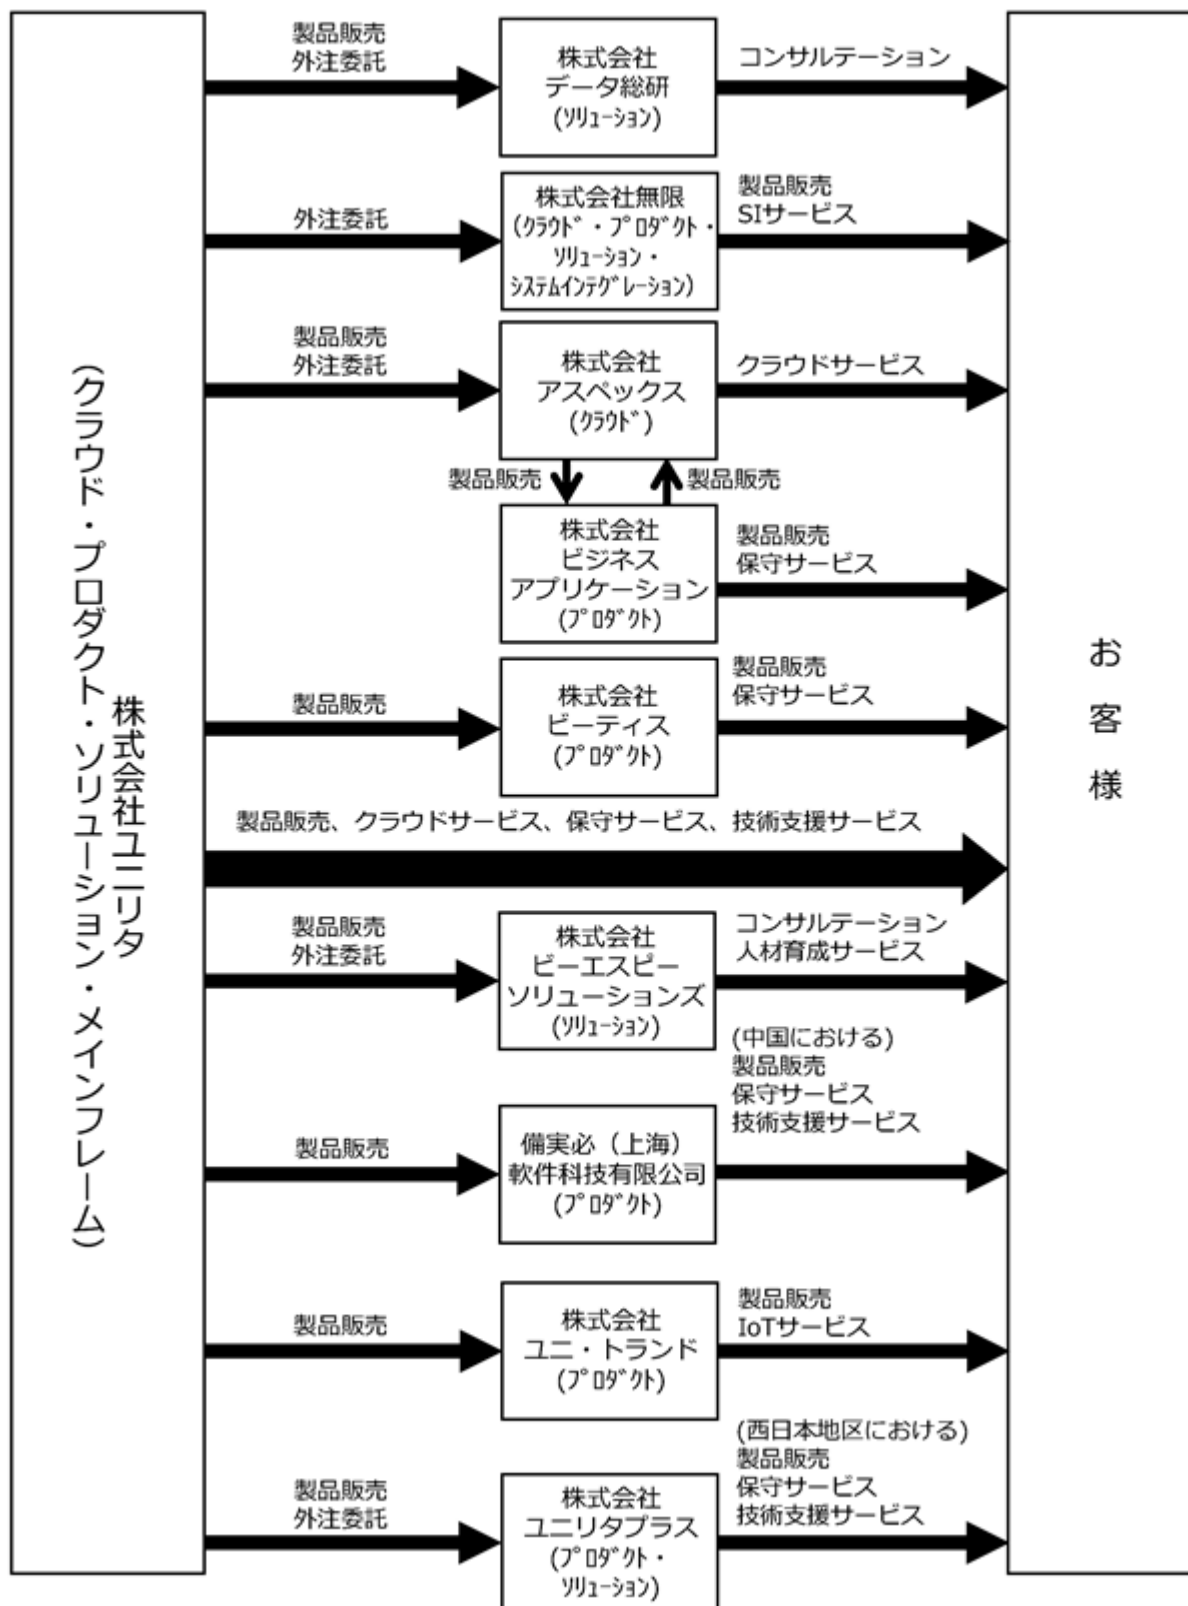 株式会社ユニリタ
(クラウド・プロダクト・ソリューション・メインフレーム)
製品販売
外注委託
株式会社
データ総研
(ｿﾘｭｰｼｮﾝ)
コンサルテーション
外注委託
株式会社無限
(ｸﾗｳﾄﾞ・ﾌﾟﾛﾀﾞｸﾄ・
ｿﾘｭｰｼｮﾝ・
ｼｽﾃﾑｲﾝﾃｸﾞﾚｰｼｮﾝ)
製品販売
SIサービス
製品販売
外注委託
株式会社
アスペックス
(ｸﾗｳﾄﾞ)
クラウドサービス
製品販売
製品販売
株式会社
ビジネス
アプリケーション
(ﾌﾟﾛﾀﾞｸﾄ)
製品販売
保守サービス
製品販売
株式会社
ビーティス
(ﾌﾟﾛﾀﾞｸﾄ)
製品販売
保守サービス
製品販売、クラウドサービス、保守サービス、技術支援サービス
製品販売
外注委託
株式会社
ビーエスピー
ソリューションズ
(ｿﾘｭｰｼｮﾝ)
コンサルテーション
人材育成サービス
製品販売
備実必（上海）
軟件科技有限公司
(ﾌﾟﾛﾀﾞｸﾄ)
(中国における)
製品販売
保守サービス
技術支援サービス
製品販売
株式会社
ユニ・トランド
(ﾌﾟﾛﾀﾞｸﾄ)
製品販売
IoTサービス
製品販売
外注委託
株式会社
ユニリタプラス
(ﾌﾟﾛﾀﾞｸﾄ・
ｿﾘｭｰｼｮﾝ)
(西日本地区における)
製品販売
保守サービス
技術支援サービス
お客様